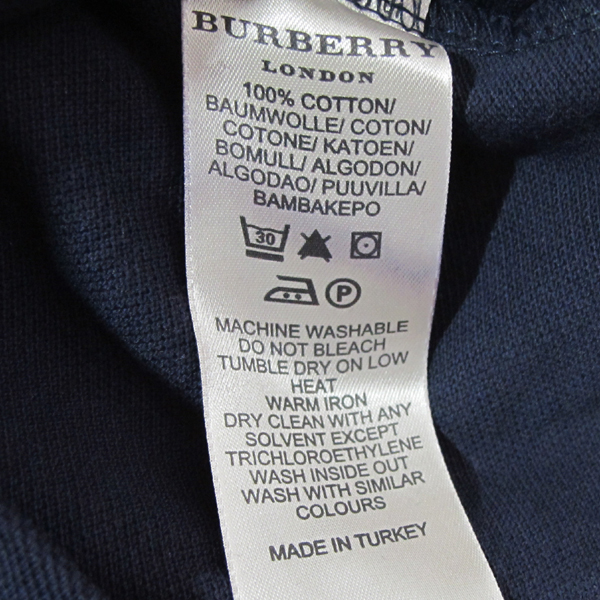 BURBERRY
LONDON
100% COTTON/
BAUMWOLLE/ COTON/
COTONE/ KATOEN/
BOMULL/ ALGODON/
ALGODAO/ PUUVILLA/
BAMBAKEPO
30
P
MACHINE WASHABLE
DO NOT BLEACH
TUMBLE DRY ON LOW
HEAT
WARM IRON
DRY CLEAN WITH ANY
SOLVENT EXCEPT
TRICHLOROETHYLENE
WASH INSIDE OUT
WASH WITH SIMILAR
COLOURS
MADE IN TURKEY